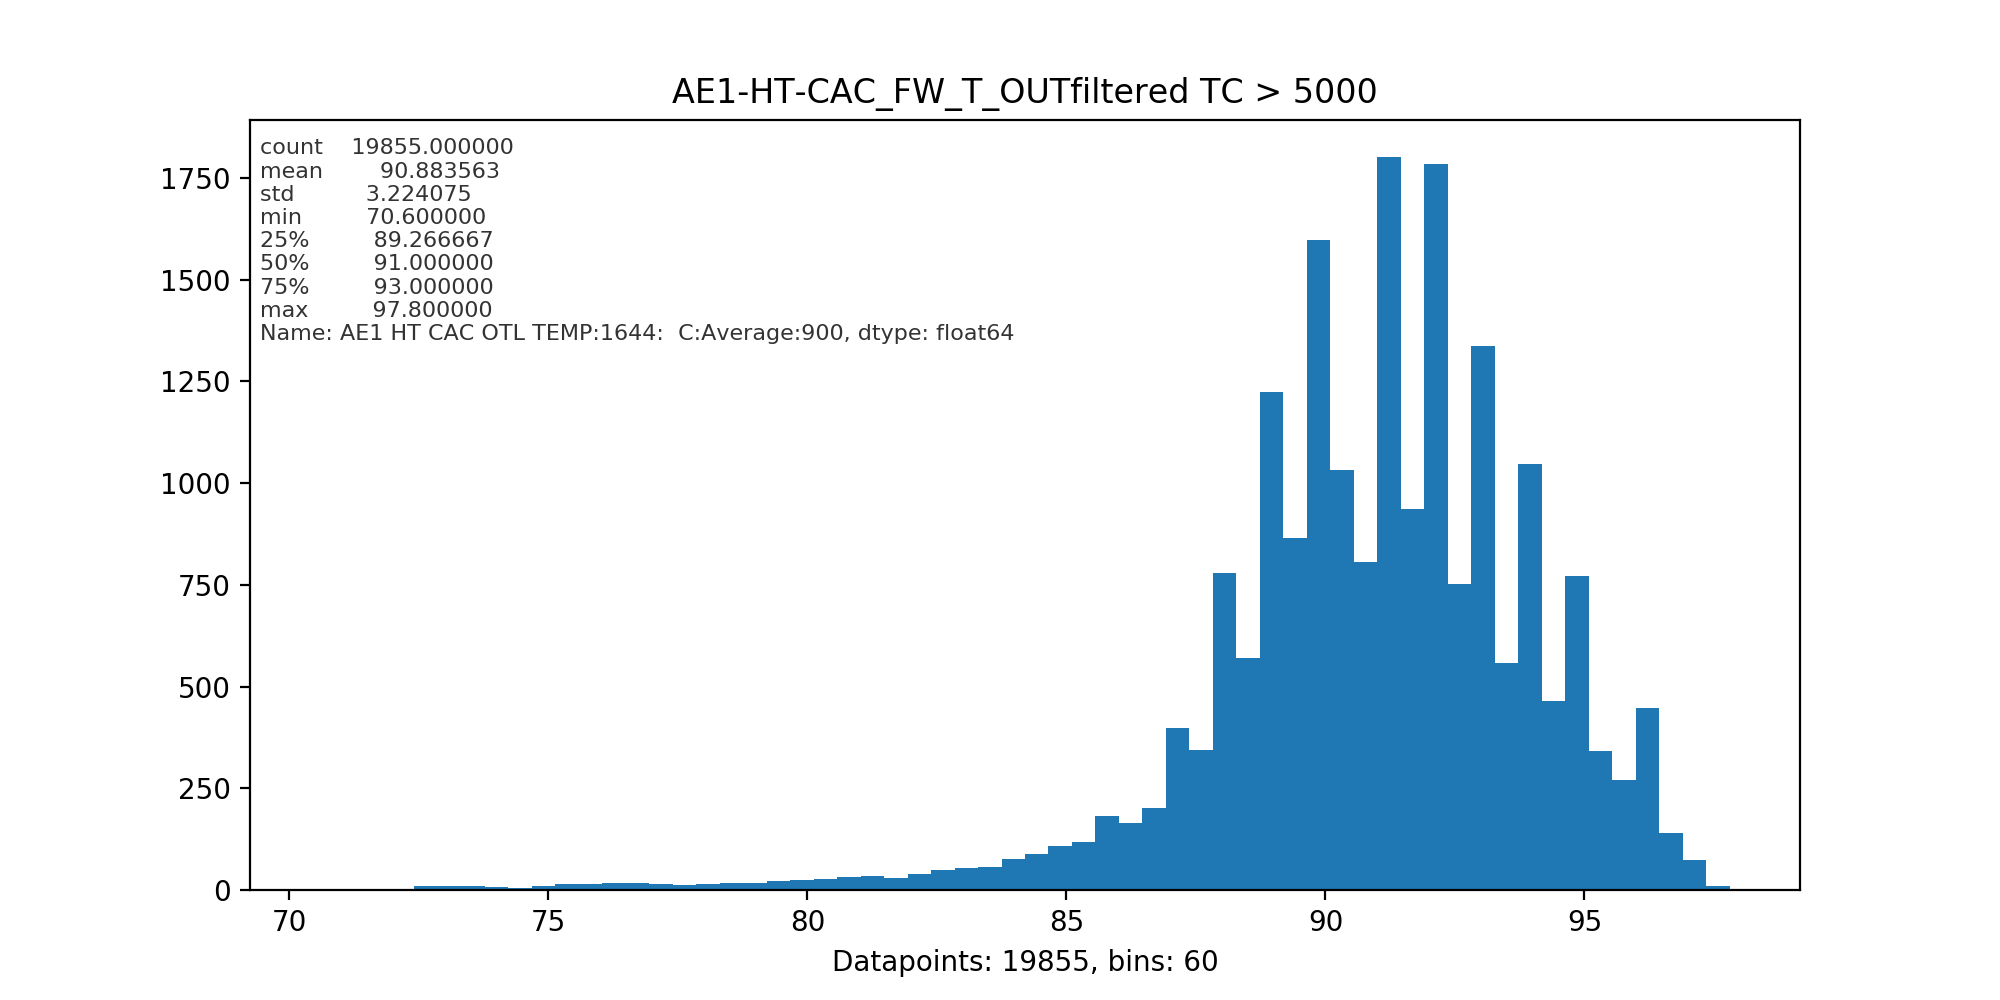 AE1-HT-CAC_FW_T_OUTfiltered TC > 5000
count 19855.000000
mean 90.883563
std 3.224075
min 70.600000
25% 89.266667
50% 91.000000
75% 93.000000
max 97.800000
Name: AE1 HT CAC OTL TEMP:1644: C:Average:900, dtype: float64
1750
1500
1250
1000
750
500
250
0
70 75 80 85 90 95
Datapoints: 19855, bins: 60